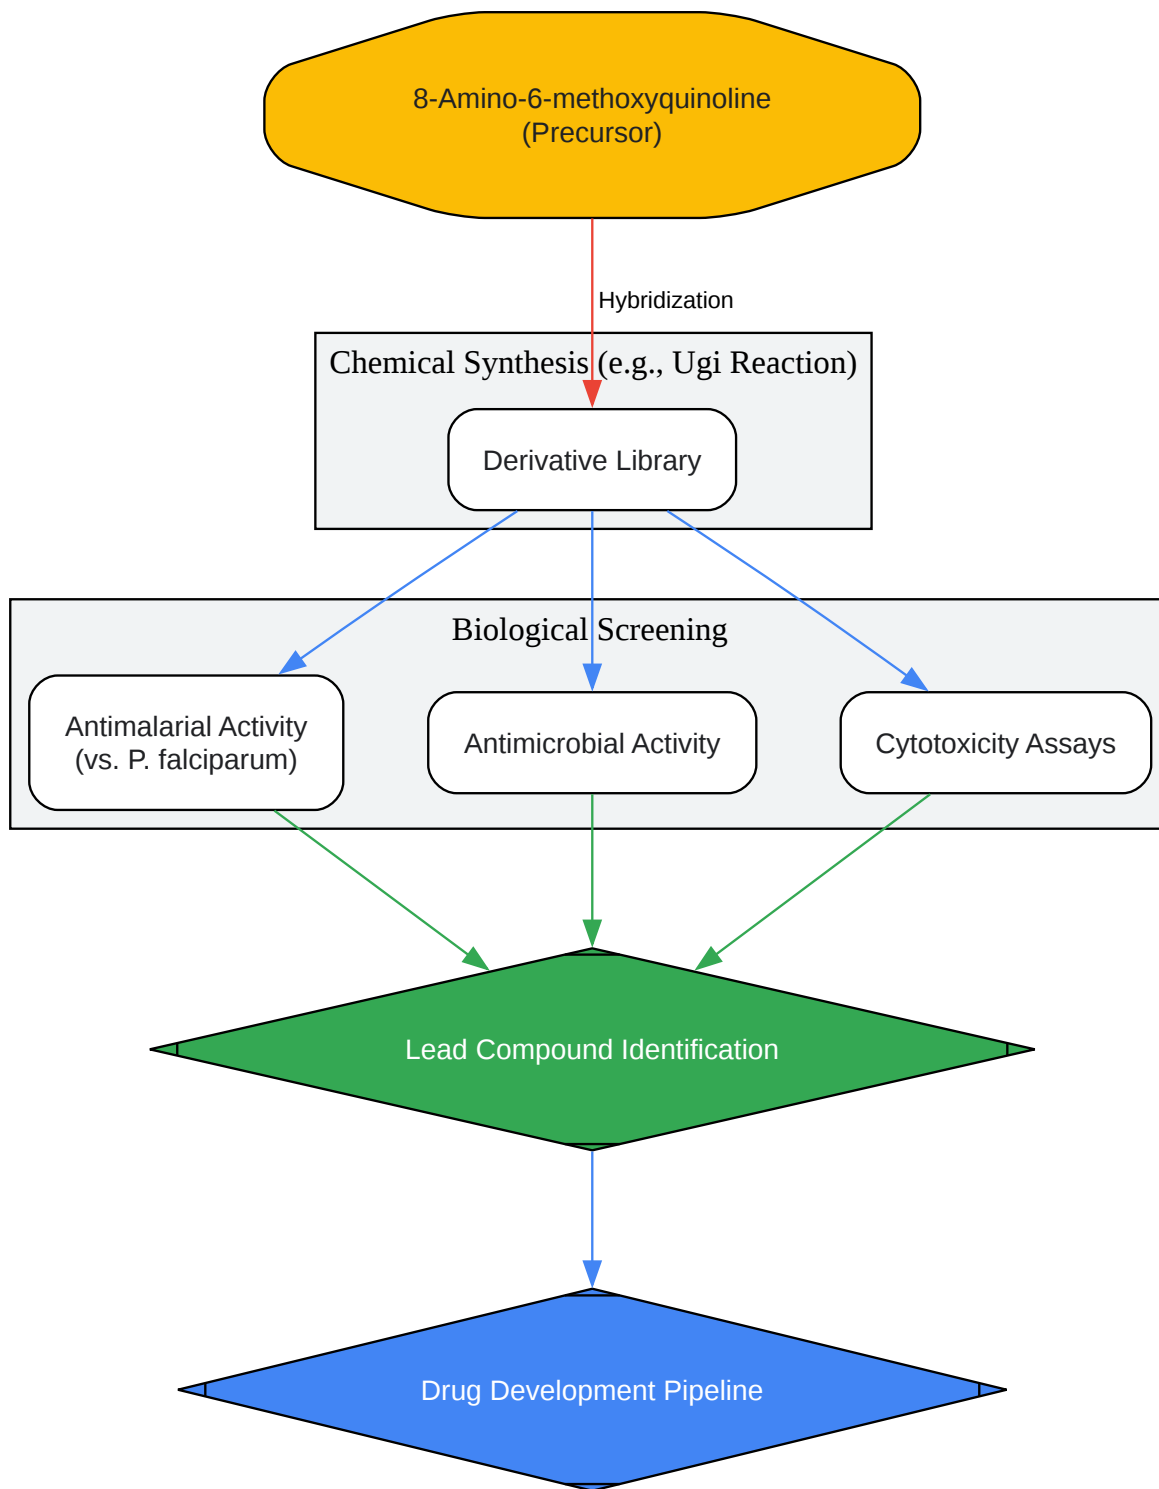 8-Amino-6-methoxyquinoline
(Precursor)
Hybridization
Chemical Synthesis (e.g., Ugi Reaction)
Derivative Library
Biological Screening
Antimalarial Activity
(vs. P. falciparum)
Antimicrobial Activity
Cytotoxicity Assays
Lead Compound Identification
Drug Development Pipeline